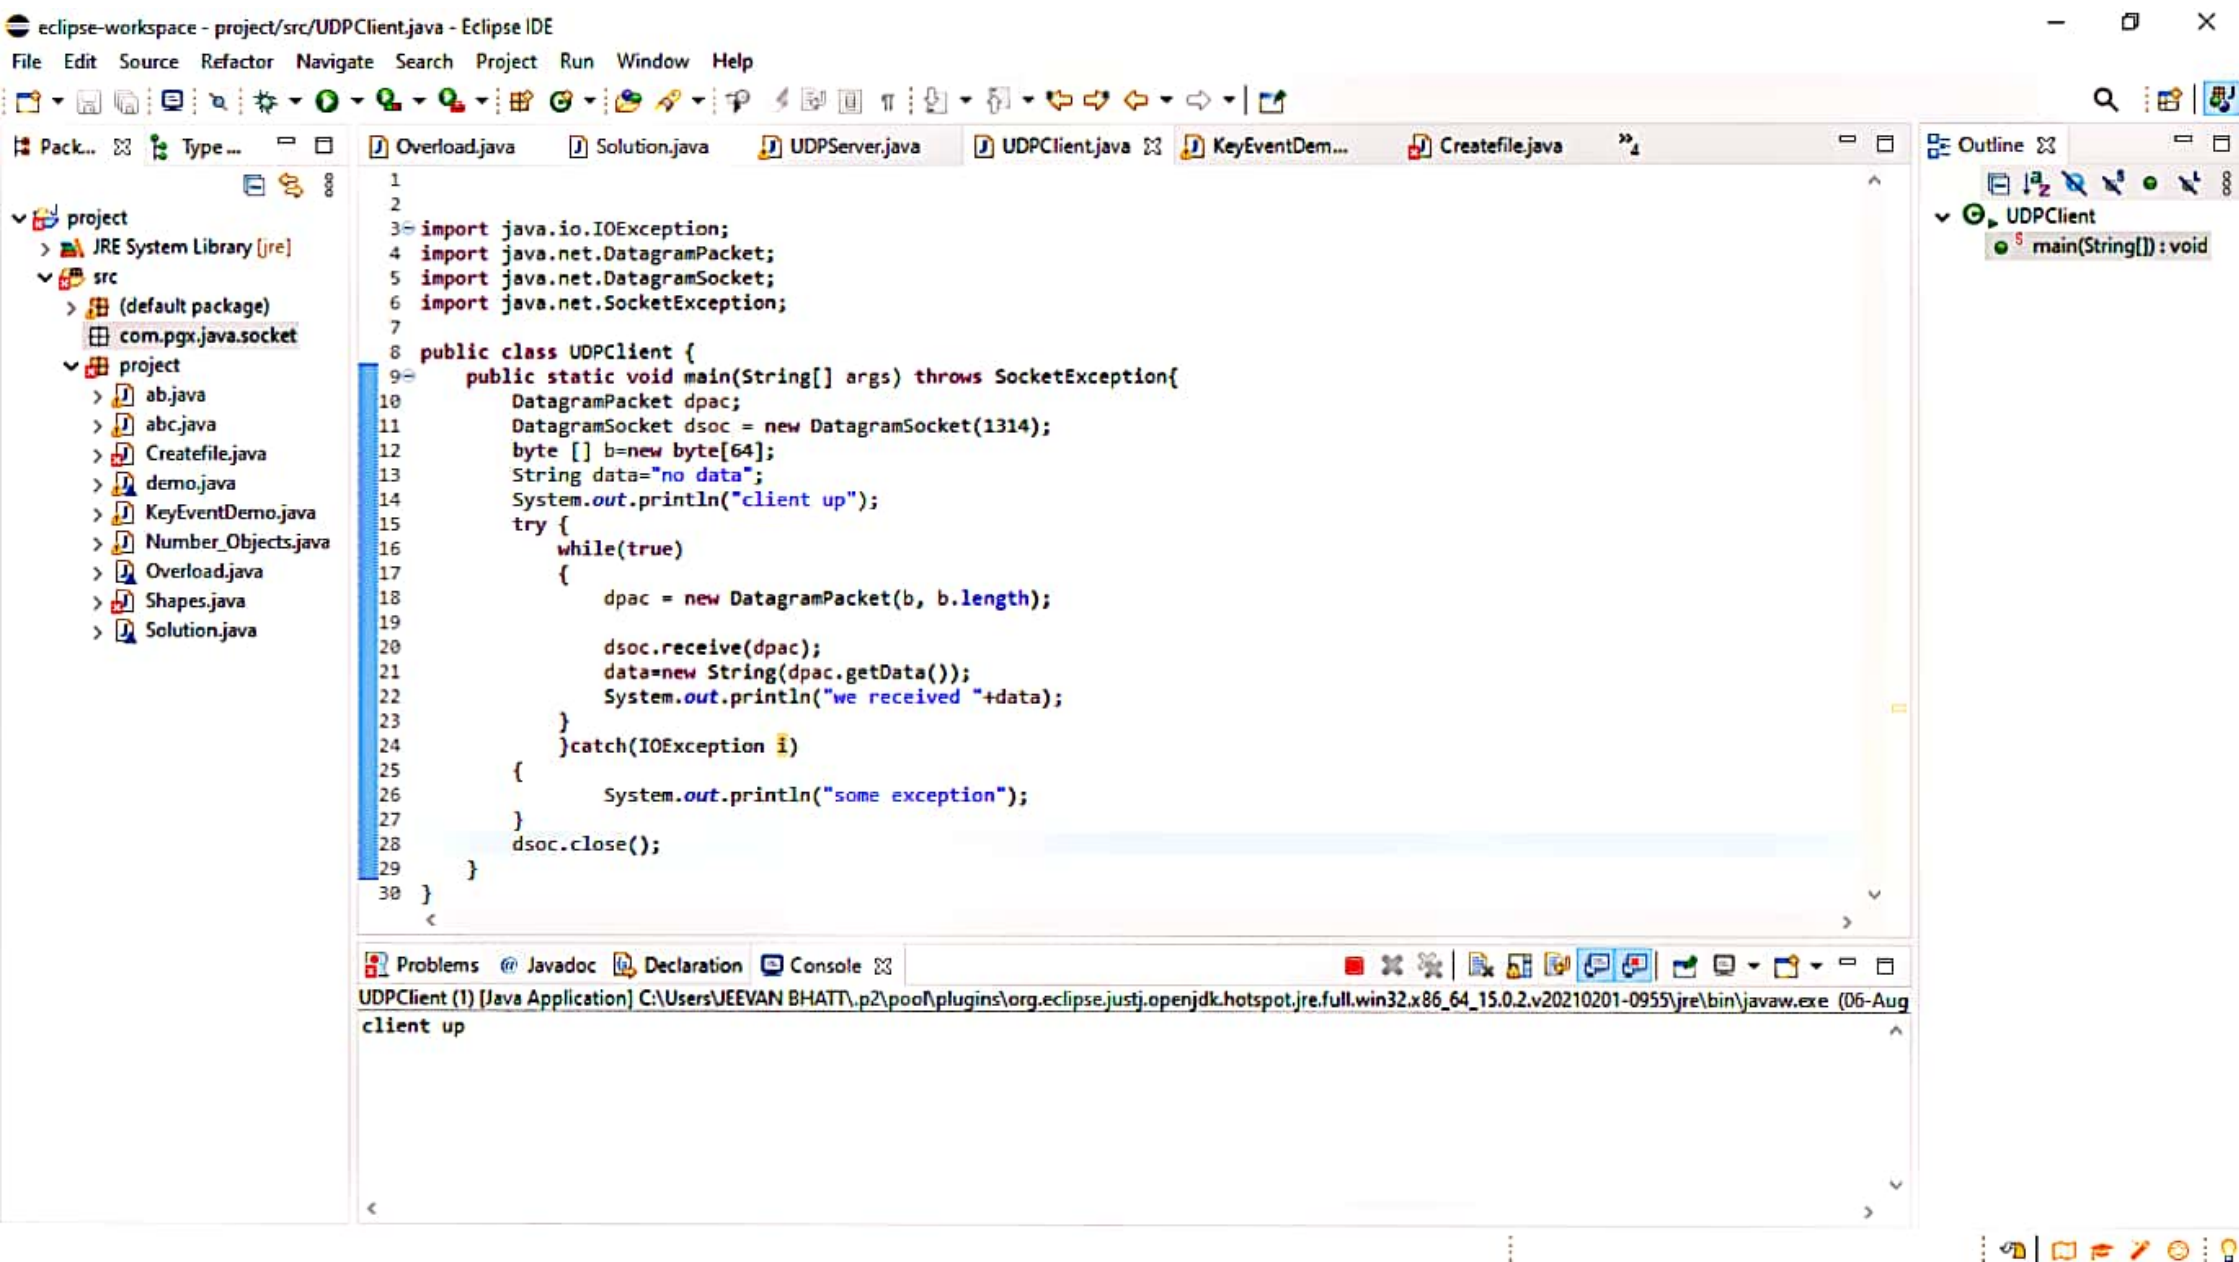 eclipse-workspace - project/src/UDPClient.java - Eclipse IDE
File Edit Source Refactor Navigate Search Project Run Window Help
Pack... Type ...
Overload.java Solution.java UDPServer.java UDPClient.java KeyEventDem... Createfile.java »4
Outline
project
JRE System Library [jre]
src
(default package)
com.pgx.java.socket
project
ab.java
abc.java
Createfile.java
demo.java
KeyEventDemo.java
Number_Objects.java
Overload.java
Shapes.java
Solution.java
1
2
3 import java.io.IOException;
4 import java.net.DatagramPacket;
5 import java.net.DatagramSocket;
6 import java.net.SocketException;
7
8 public class UDPClient {
9 public static void main(String[] args) throws SocketException{
10 DatagramPacket dpac;
11 DatagramSocket dsoc = new DatagramSocket(1314);
12 byte [] b=new byte[64];
13 String data="no data";
14 System.out.println("client up");
15 try {
16 while(true)
17 {
18 dpac = new DatagramPacket(b, b.length);
19
20 dsoc.receive(dpac);
21 data=new String(dpac.getData());
22 System.out.println("we received "+data);
23 }
24 }catch(IOException i)
25 {
26 System.out.println("some exception");
27 }
28 dsoc.close();
29 }
30 }
UDPClient
main(String[]) : void
Problems @ Javadoc Declaration Console
UDPClient (1) [Java Application] C:\Users\JEEVAN BHATT\.p2\pool\plugins\org.eclipse.justj.openjdk.hotspot.jre.full.win32.x86_64_15.0.2.v20210201-0955\jre\bin\javaw.exe (06-Aug
client up